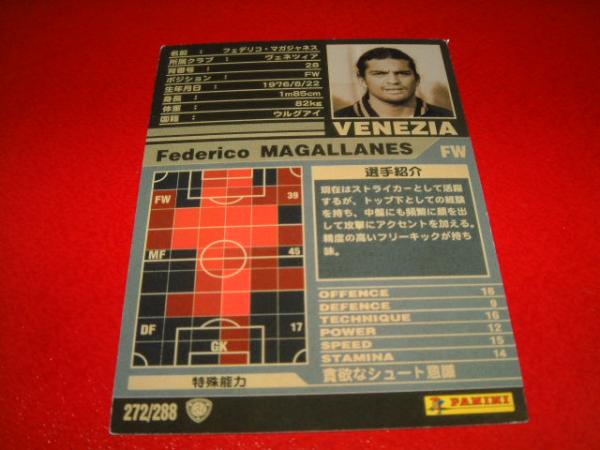 名前 : フェデリコ・マガジャネス
所属クラブ : ヴェネツィア
背番号 : 28
ポジション : FW
生年月日 : 1976/8/22
身長 : 1m85cm
体重 : 82kg
国籍 : ウルグアイ
VENEZIA
Federico MAGALLANES FW
FW 39
MF 45
DF 17
GK
特殊能力
選手紹介
現在はストライカーとして活躍
するが、トップ下としての経験
を持ち、中盤にも頻繁に顔を出
して攻撃にアクセントを加える。
精度の高いフリーキックが持ち
味。
OFFENCE 18
DEFENCE 9
TECHNIQUE 16
POWER 12
SPEED 15
STAMINA 14
貪欲なシュート意識
272/288
PANINI